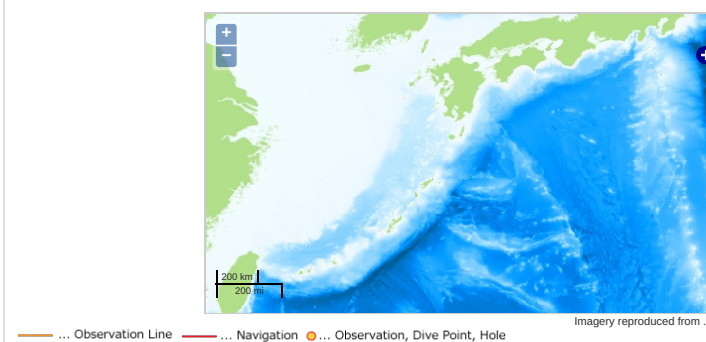 +
−
200 km
200 mi
Imagery reproduced from .
... Observation Line ... Navigation ... Observation, Dive Point, Hole